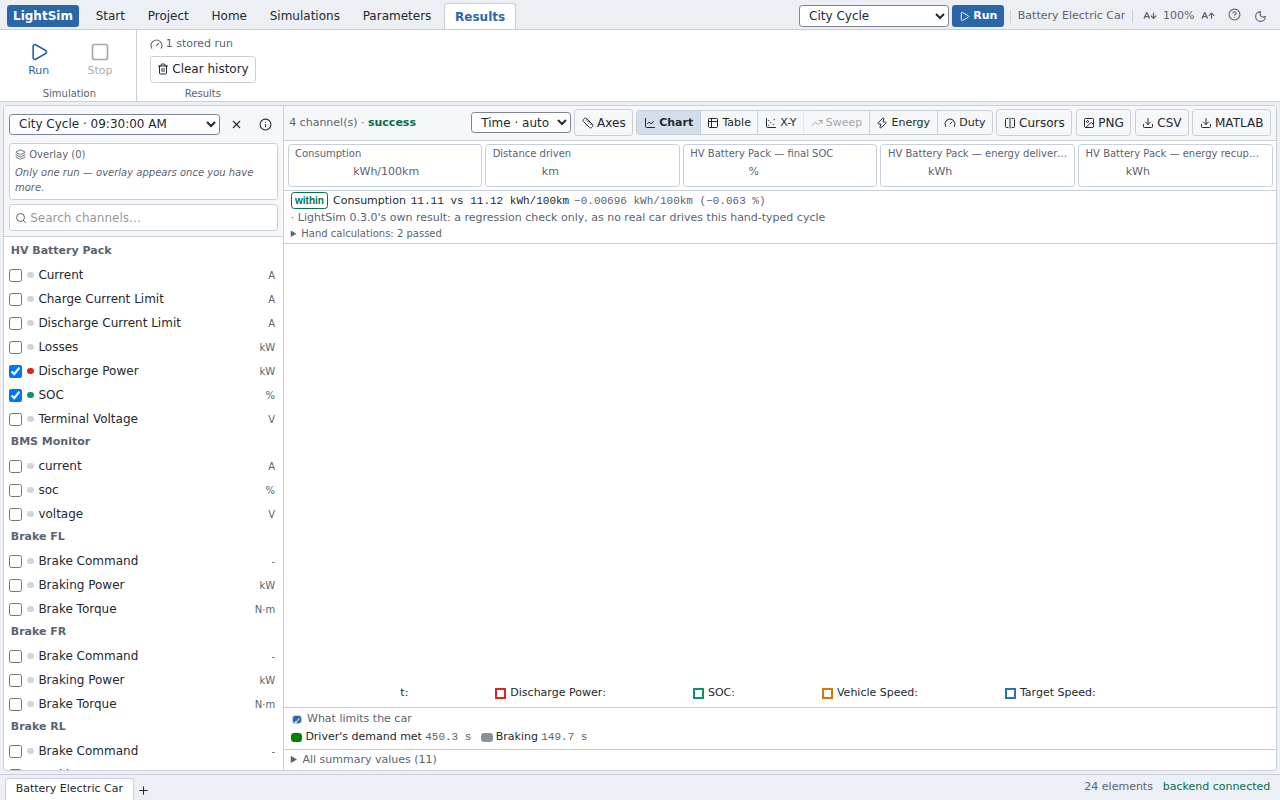 LightSim Start Project Home Simulations Parameters Results City Cycle Run Battery Electric Car 100%
Run Stop 1 stored run
Clear history
Simulation Results
City Cycle · 09:30:00 AM
Overlay (0)
Only one run — overlay appears once you have more.
Search channels…
HV Battery Pack
Current A
Charge Current Limit A
Discharge Current Limit A
Losses kW
Discharge Power kW
SOC %
Terminal Voltage V
BMS Monitor
current A
soc %
voltage V
Brake FL
Brake Command -
Braking Power kW
Brake Torque N·m
Brake FR
Brake Command -
Braking Power kW
Brake Torque N·m
Brake RL
Brake Command -
4 channel(s) · success Time · auto Axes Chart Table X-Y Sweep Energy Duty Cursors PNG CSV MATLAB
Consumption Distance driven HV Battery Pack — final SOC HV Battery Pack — energy deliver… HV Battery Pack — energy recup…
kWh/100km km % kWh kWh
within Consumption 11.11 vs 11.12 kWh/100km −0.00696 kWh/100km (−0.063 %)
· LightSim 0.3.0's own result: a regression check only, as no real car drives this hand-typed cycle
Hand calculations: 2 passed
t: Discharge Power: SOC: Vehicle Speed: Target Speed:
What limits the car
Driver's demand met 450.3 s Braking 149.7 s
All summary values (11)
Battery Electric Car + 24 elements backend connected